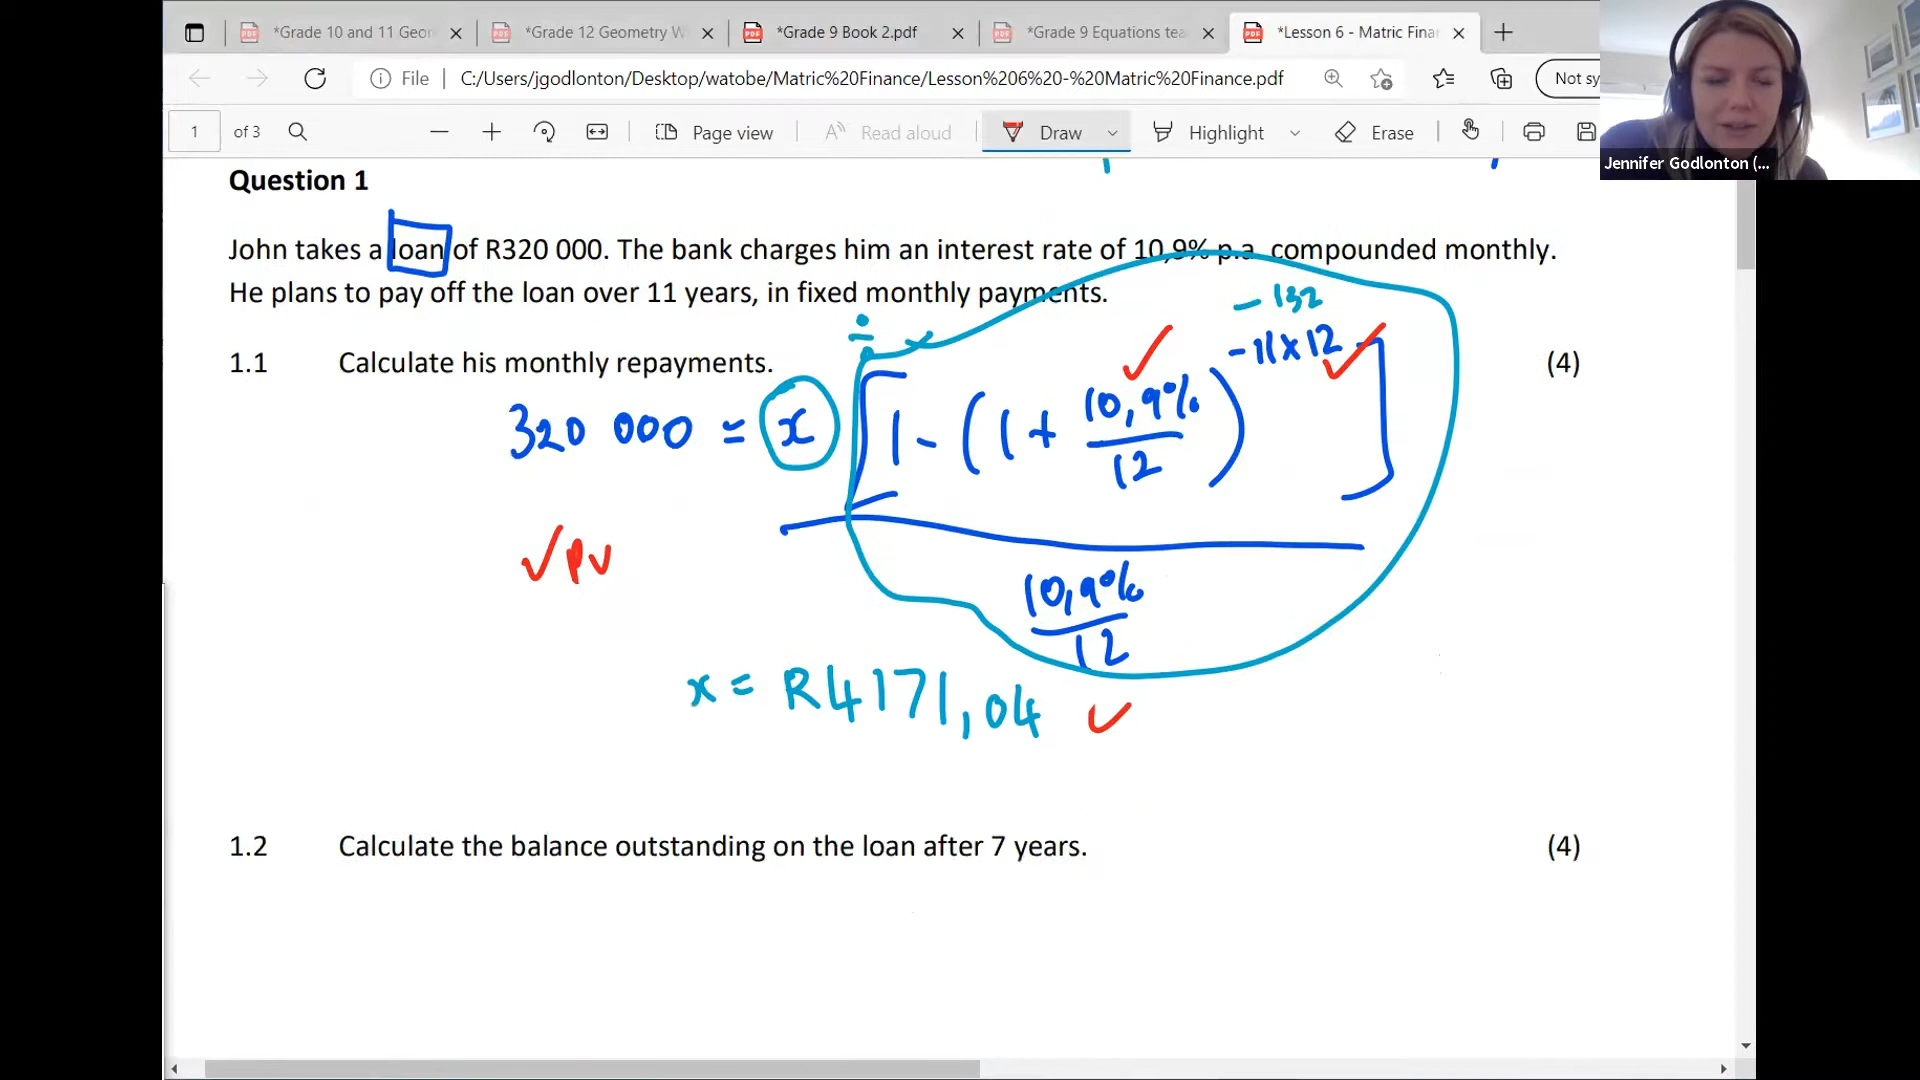 *Grade 10 and 11 Geon
*Grade 12 Geometry W
*Grade 9 Book 2.pdf
*Grade 9 Equations tea
*Lesson 6 - Matric Finan
File
C:/Users/jgodlonton/Desktop/watobe/Matric%20Finance/Lesson%206%20-%20Matric%20Finance.pdf
Not sy
1 of 3
Page view
Read aloud
Draw
Highlight
Erase
Jennifer Godlonton (...
Question 1
John takes a loan of R320 000. The bank charges him an interest rate of 10,9% p.a. compounded monthly.
He plans to pay off the loan over 11 years, in fixed monthly payments.
1.1 Calculate his monthly repayments. (4)
÷
- 132
320 000 = x [1 - (1 + 10,9%/12)^-11×12]
✓ ✓
10,9%/12
✓ PV
x = R4171,04 ✓
1.2 Calculate the balance outstanding on the loan after 7 years. (4)